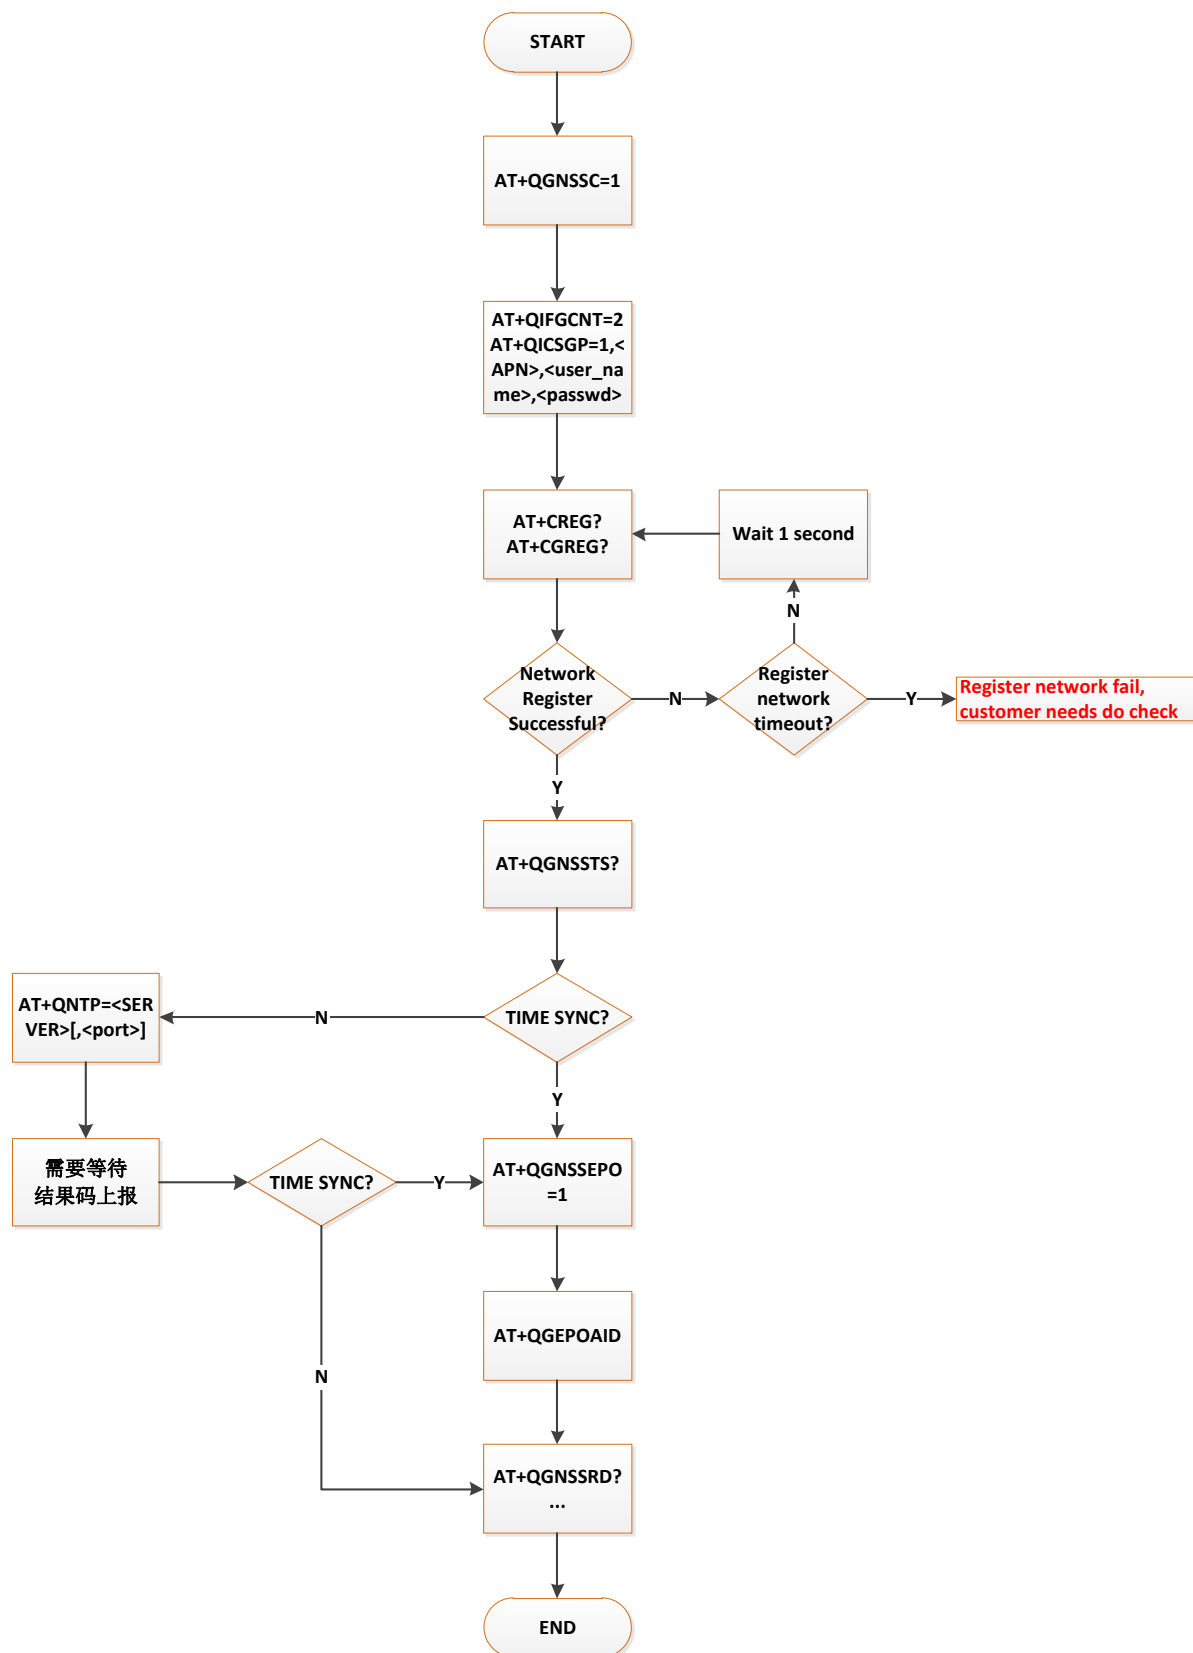 START
AT+QGNSSC=1
AT+QIFGCNT=2
AT+QICSGP=1,<
APN>,<user_na
me>,<passwd>
AT+CREG?
AT+CGREG?
Wait 1 second
N
Network
Register
Successful?
N
Register
network
timeout?
Y
Register network fail,
customer needs do check
Y
AT+QGNSSTS?
AT+QNTP=<SER
VER>[,<port>]
N
TIME SYNC?
Y
需要等待
结果码上报
TIME SYNC?
Y
AT+QGNSSEPO
=1
AT+QGEPOAID
N
AT+QGNSSRD?
...
END